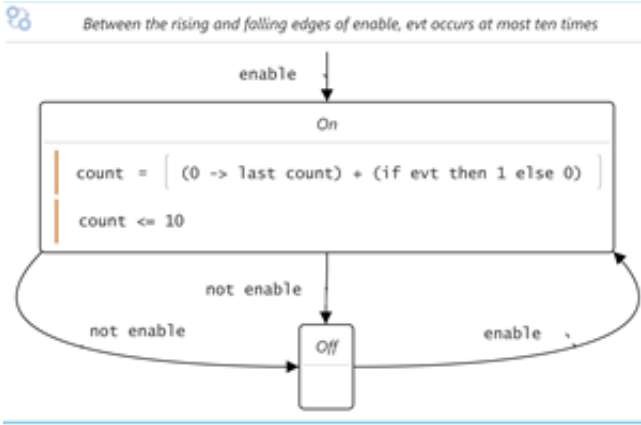 Between the rising and falling edges of enable, evt occurs at most ten times
enable
On
count = (0 -> last count) + (if evt then 1 else 0)
count <= 10
not enable
not enable
enable
Off